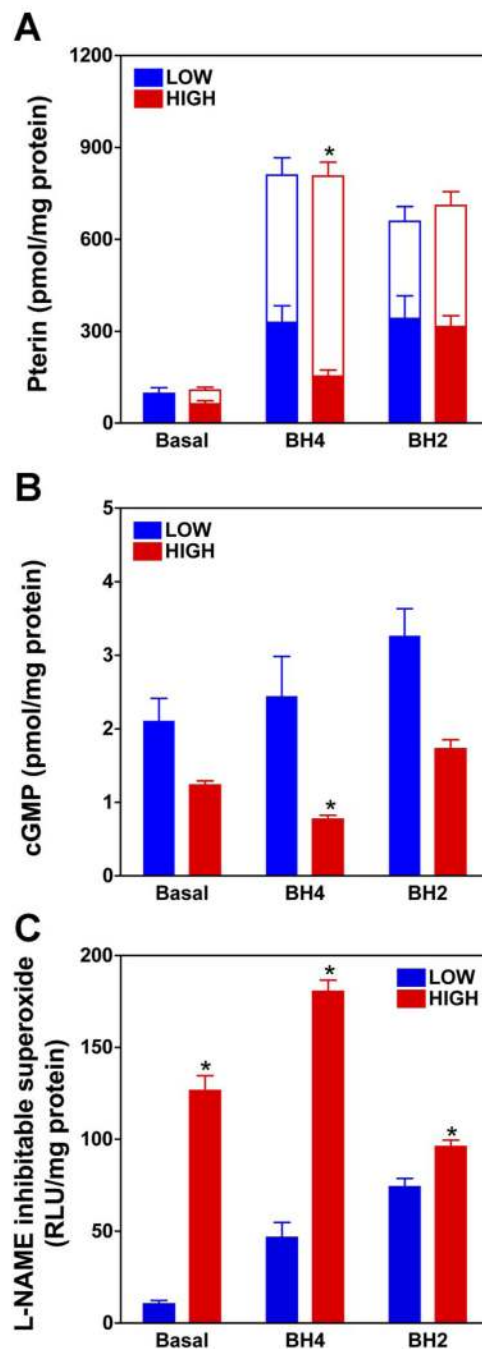 A
Pterin (pmol/mg protein)
1200
900
600
300
0
LOW
HIGH
*
Basal BH4 BH2
B
cGMP (pmol/mg protein)
5
4
3
2
1
0
LOW
HIGH
*
Basal BH4 BH2
C
L-NAME inhibitable superoxide
(RLU/mg protein)
200
150
100
50
0
LOW
HIGH
*
*
*
Basal BH4 BH2